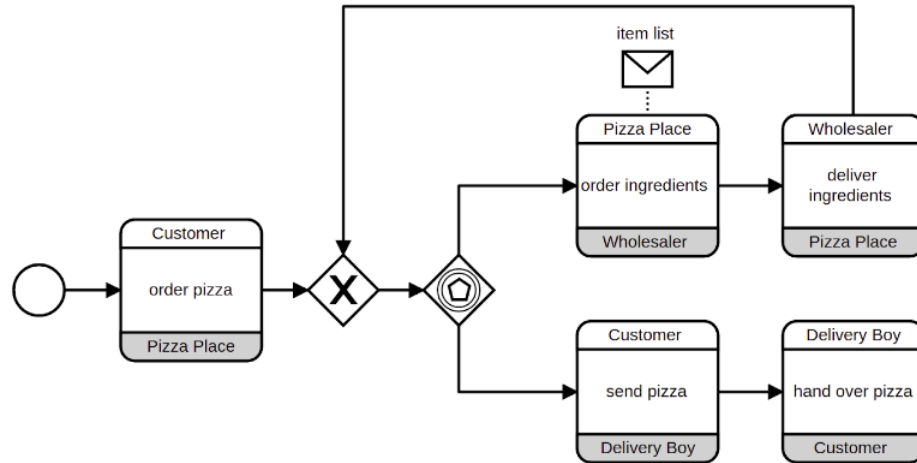 item list
Pizza Place
order ingredients
Wholesaler
Wholesaler
deliver
ingredients
Pizza Place
Customer
order pizza
Pizza Place
X
Customer
send pizza
Delivery Boy
Delivery Boy
hand over pizza
Customer